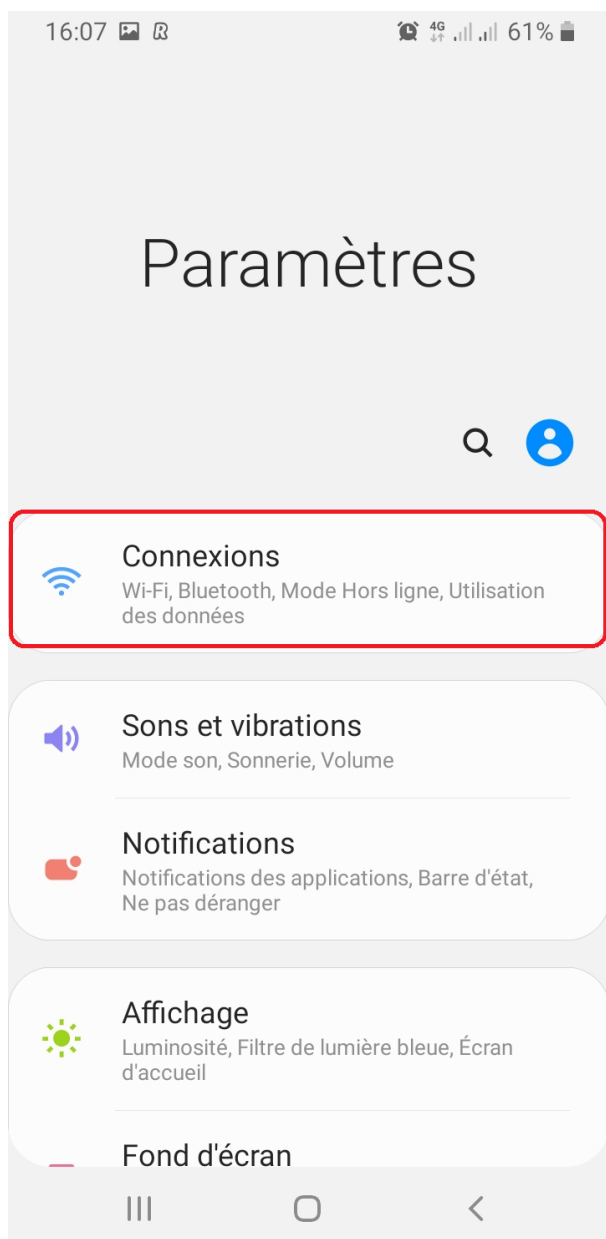 16:07 4G 61%
Paramètres
Connexions
Wi-Fi, Bluetooth, Mode Hors ligne, Utilisation
des données
Sons et vibrations
Mode son, Sonnerie, Volume
Notifications
Notifications des applications, Barre d'état,
Ne pas déranger
Affichage
Luminosité, Filtre de lumière bleue, Écran
d'accueil
Fond d'écran